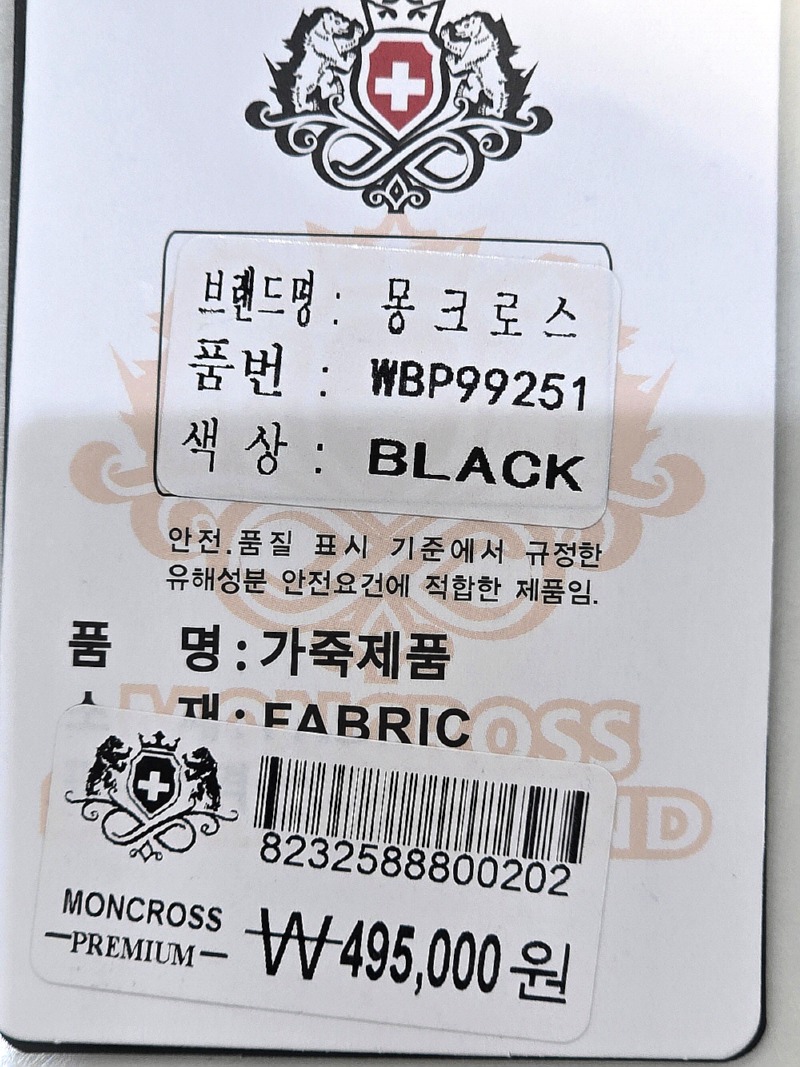 브랜드명 : 몽크로스
품번 : WBP99251
색상 : BLACK
안전.품질 표시 기준에서 규정한
유해성분 안전요건에 적합한 제품임.
품 명 : 가죽제품
소 재 : FABRIC
MONCROSS
ND
8232588800202
MONCROSS
PREMIUM
₩495,000원